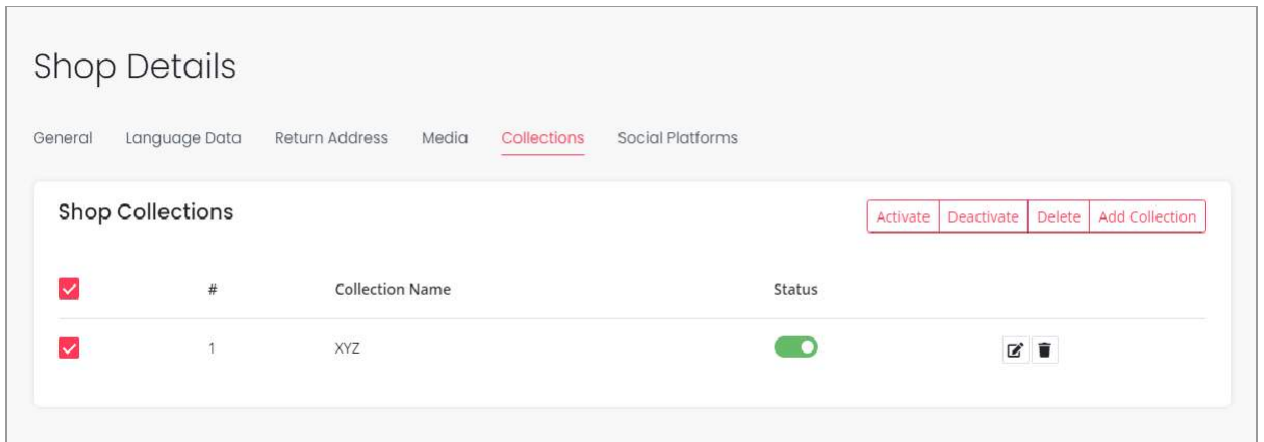 Shop Details
General Language Data Return Address Media Collections Social Platforms
Shop Collections
Activate Deactivate Delete Add Collection
# Collection Name Status
1 XYZ